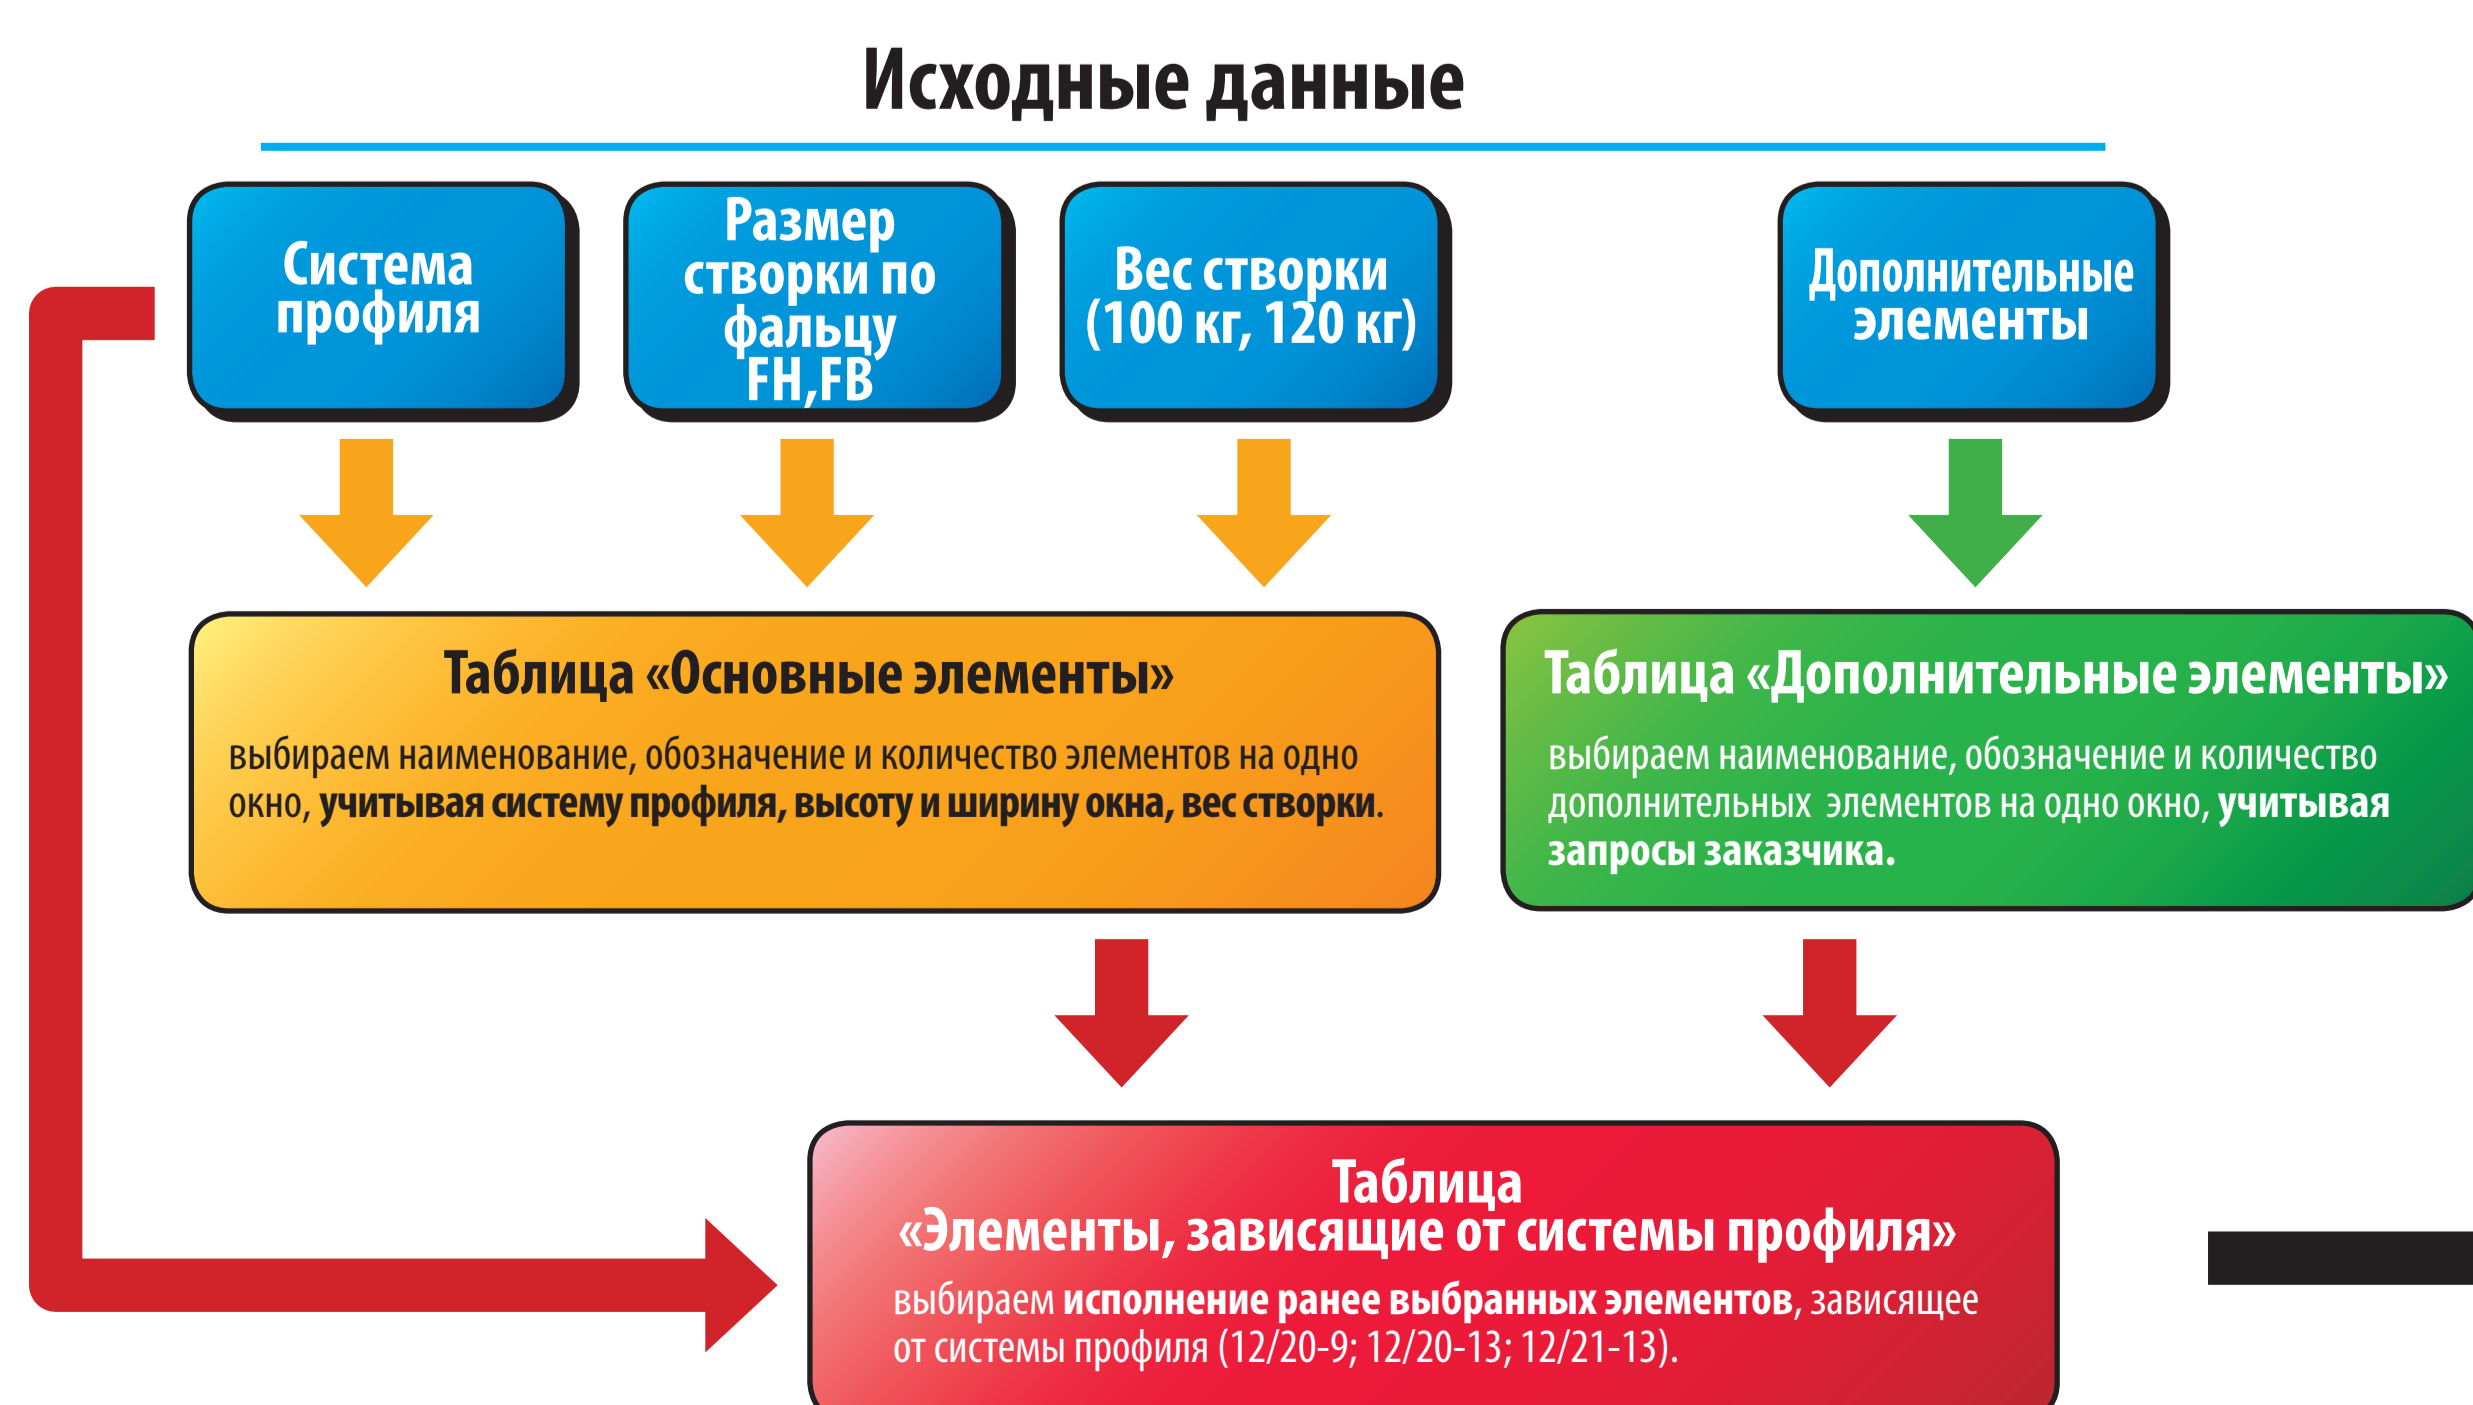 Исходные данные
Система
профиля
Размер
створки по
фальцу
FH,FB
Вес створки
(100 кг, 120 кг)
Дополнительные
элементы
Таблица «Основные элементы»
выбираем наименование, обозначение и количество элементов на одно
окно, учитывая систему профиля, высоту и ширину окна, вес створки.
Таблица «Дополнительные элементы»
выбираем наименование, обозначение и количество
дополнительных элементов на одно окно, учитывая
запросы заказчика.
Таблица
«Элементы, зависящие от системы профиля»
выбираем исполнение ранее выбранных элементов, зависящее
от системы профиля (12/20-9; 12/20-13; 12/21-13).